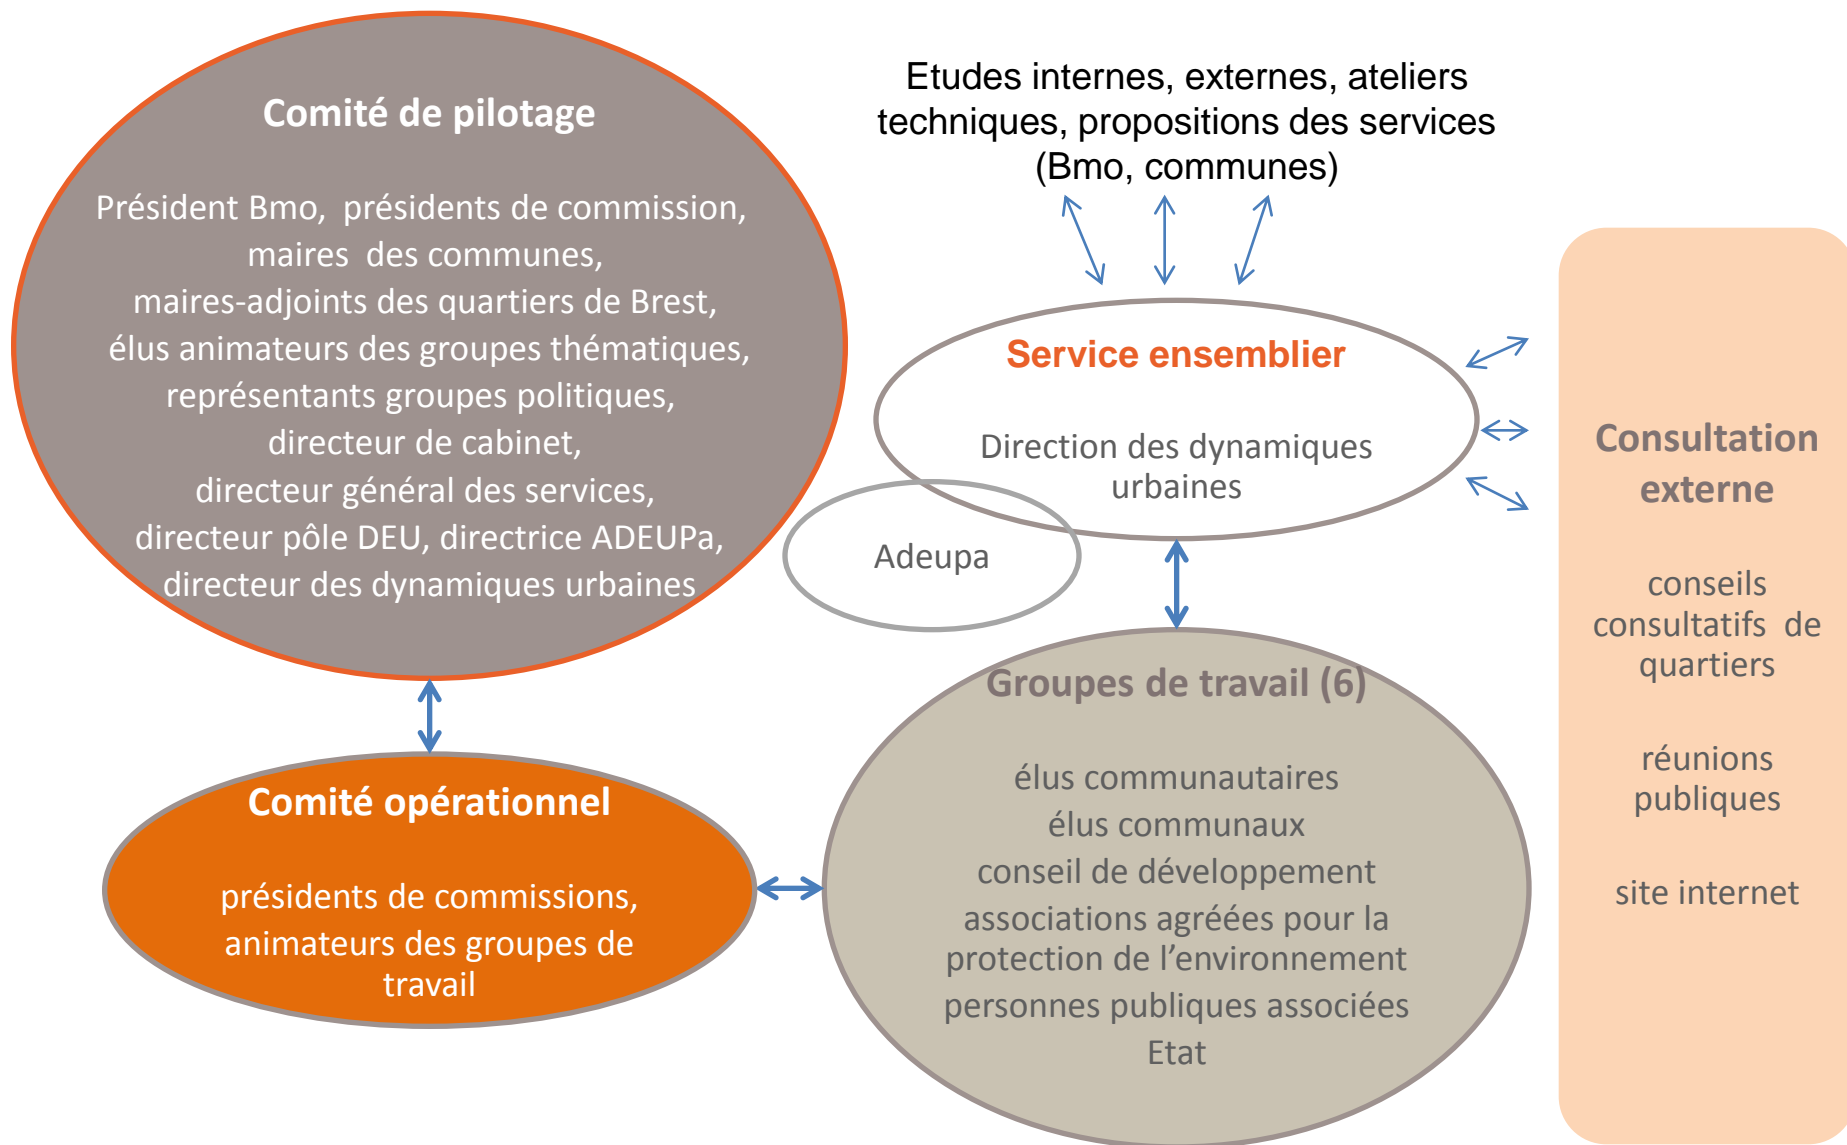 Comité de pilotage
Président Bmo, présidents de commission,
maires des communes,
maires-adjoints des quartiers de Brest,
élus animateurs des groupes thématiques,
représentants groupes politiques,
directeur de cabinet,
directeur général des services,
directeur pôle DEU, directrice ADEUPa,
directeur des dynamiques urbaines
Etudes internes, externes, ateliers
techniques, propositions des services
(Bmo, communes)
Service ensemblier
Direction des dynamiques
urbaines
Adeupa
Comité opérationnel
présidents de commissions,
animateurs des groupes de
travail
Groupes de travail (6)
élus communautaires
élus communaux
conseil de développement
associations agréées pour la
protection de l’environnement
personnes publiques associées
Etat
Consultation
externe
conseils
consultatifs de
quartiers
réunions
publiques
site internet